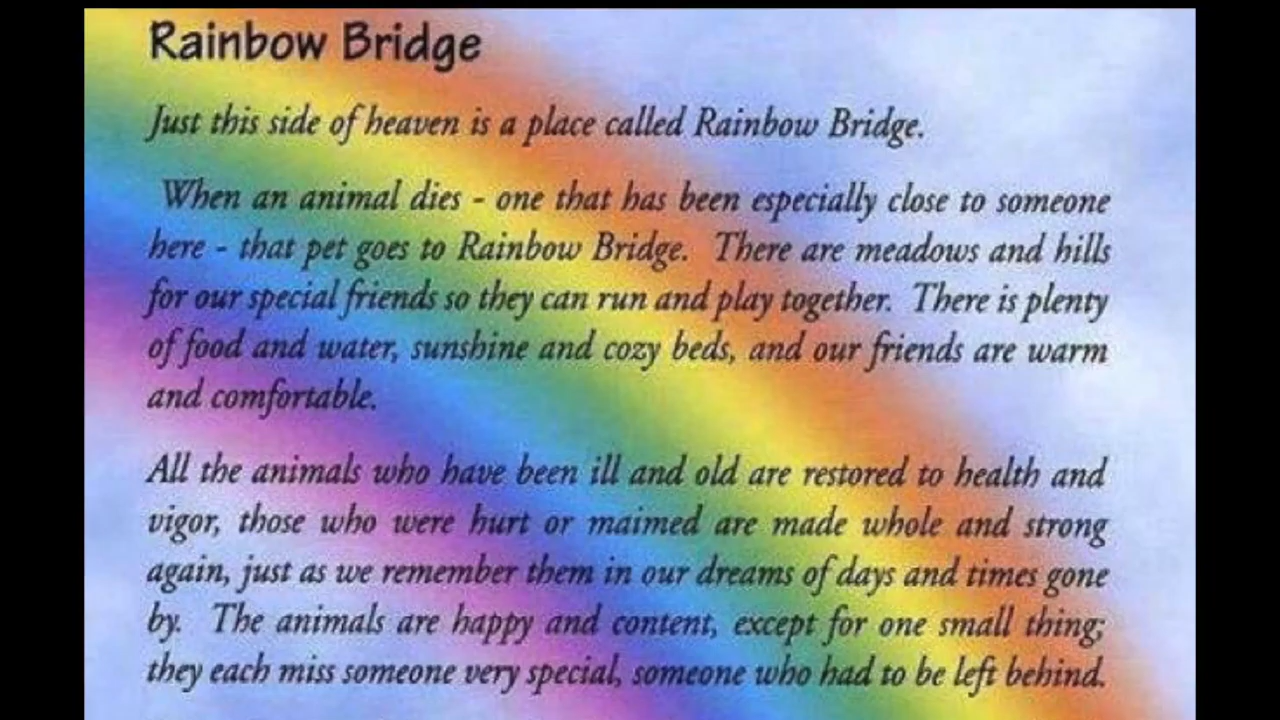 Rainbow Bridge
Just this side of heaven is a place called Rainbow Bridge.
When an animal dies - one that has been especially close to someone
here - that pet goes to Rainbow Bridge. There are meadows and hills
for our special friends so they can run and play together. There is plenty
of food and water, sunshine and cozy beds, and our friends are warm
and comfortable.
All the animals who have been ill and old are restored to health and
vigor, those who were hurt or maimed are made whole and strong
again, just as we remember them in our dreams of days and times gone
by. The animals are happy and content, except for one small thing;
they each miss someone very special, someone who had to be left behind.